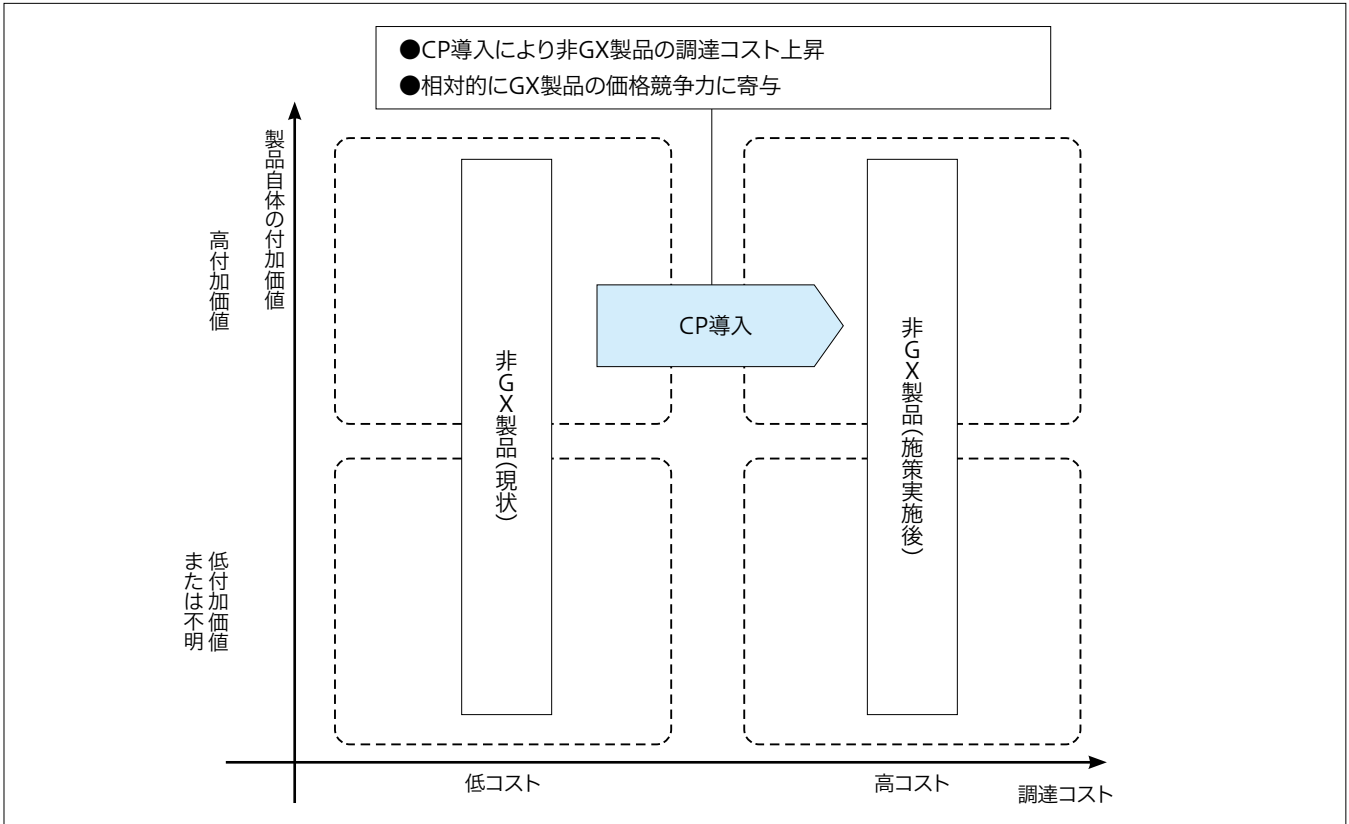 ●CP導入により非GX製品の調達コスト上昇
●相対的にGX製品の価格競争力に寄与
製品自体の付加価値
高付加価値
CP導入
非GX製品(現状)
非GX製品(施策実施後)
低付加価値
または不明
低コスト
高コスト
調達コスト